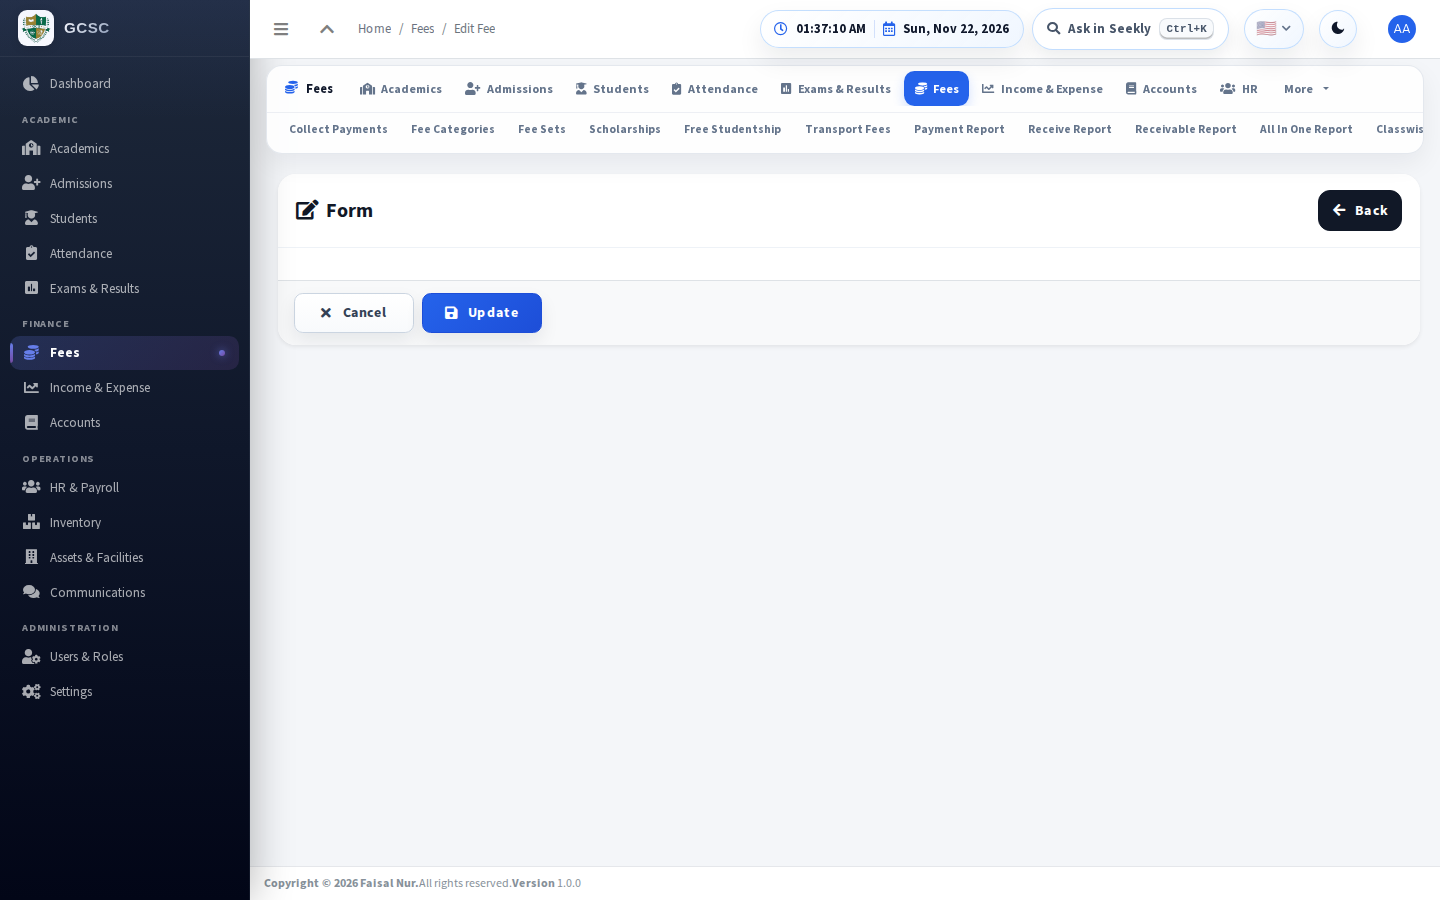 GCSC
Home / Fees / Edit Fee
01:37:10 AM
Sun, Nov 22, 2026
Ask in Seekly Ctrl+K
AA
Dashboard
ACADEMIC
Academics
Admissions
Students
Attendance
Exams & Results
FINANCE
Fees
Income & Expense
Accounts
OPERATIONS
HR & Payroll
Inventory
Assets & Facilities
Communications
ADMINISTRATION
Users & Roles
Settings
Fees Academics Admissions Students Attendance Exams & Results Fees Income & Expense Accounts HR More
Collect Payments Fee Categories Fee Sets Scholarships Free Studentship Transport Fees Payment Report Receive Report Receivable Report All In One Report Classwis
Form
Back
Cancel Update
Copyright © 2026 Faisal Nur.All rights reserved.Version 1.0.0